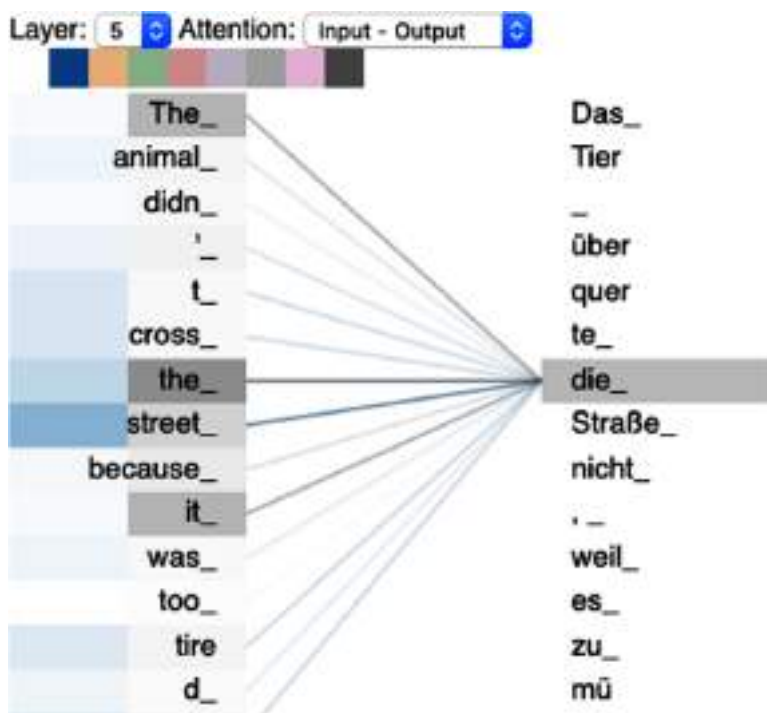 Layer: 5 Attention: Input - Output
The_ Das_
animal_ Tier
didn_ _
'_ über
t_ quer
cross_ te_
the_ die_
street_ Straße_
because_ nicht_
it_ , _
was_ weil_
too_ es_
tire zu_
d_ mü